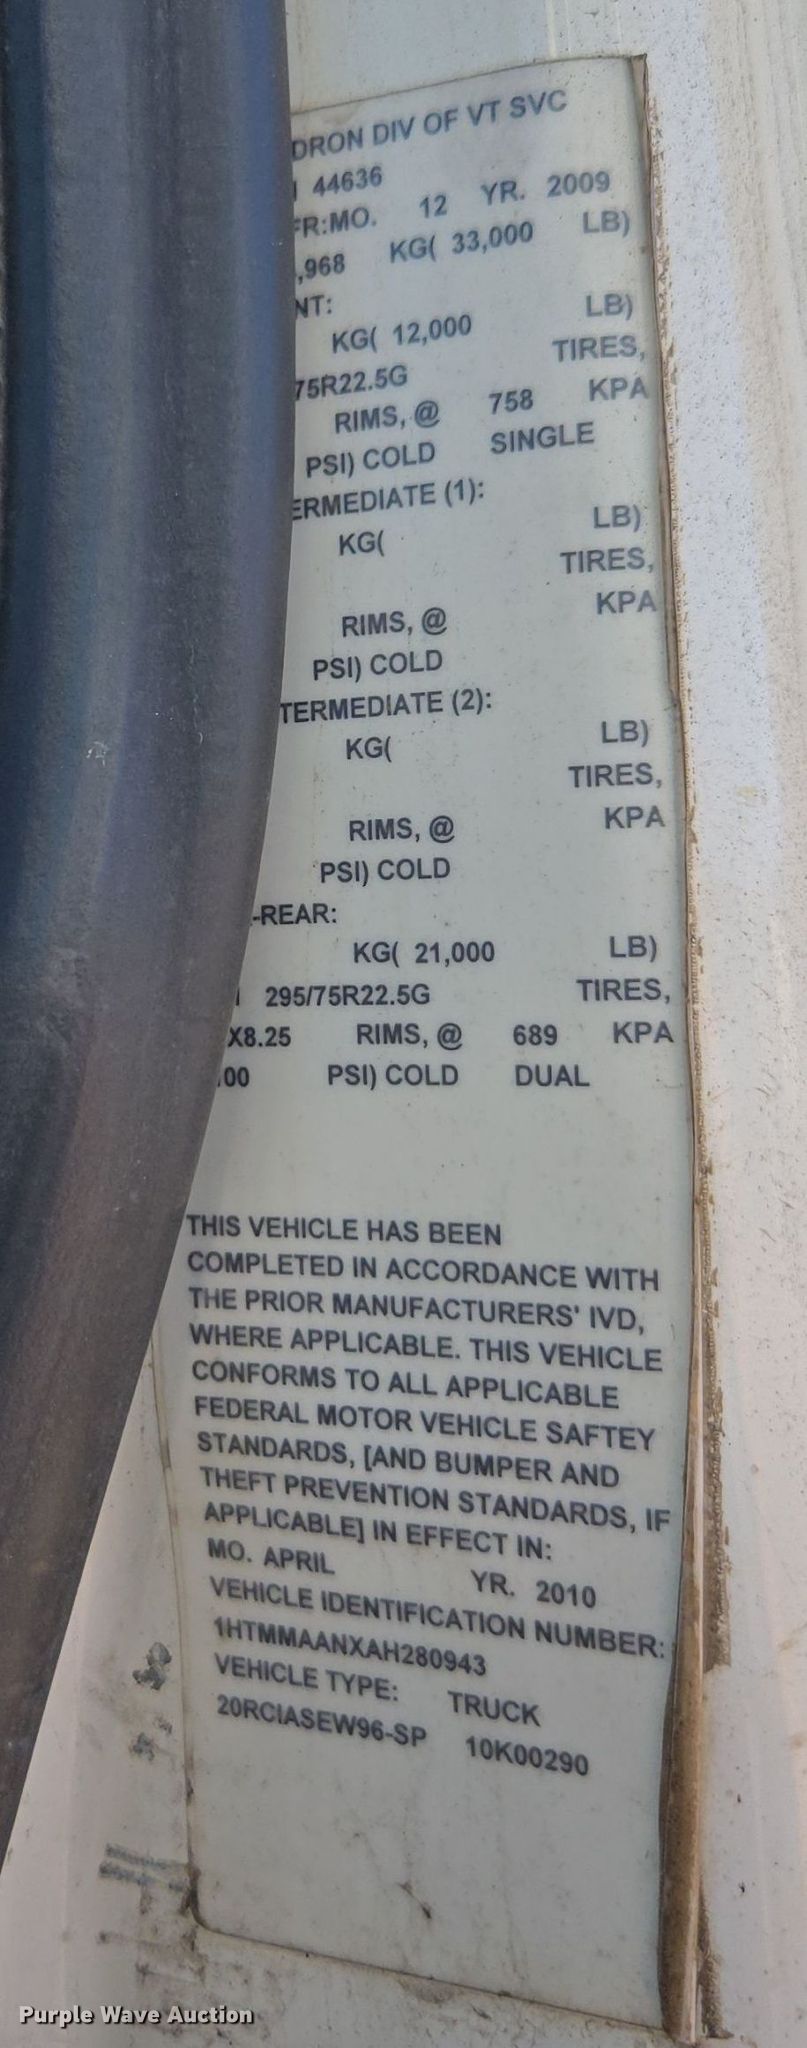 DRON DIV OF VT SVC
44636
FR:MO. 12 YR. 2009
,968 KG( 33,000 LB)
NT:
KG( 12,000 LB)
TIRES,
75R22.5G
RIMS, @ 758 KPA
PSI) COLD SINGLE
ERMEDIATE (1):
KG( LB)
TIRES,
RIMS, @ KPA
PSI) COLD
TERMEDIATE (2):
KG( LB)
TIRES,
RIMS, @ KPA
PSI) COLD
-REAR:
KG( 21,000 LB)
295/75R22.5G TIRES,
X8.25 RIMS, @ 689 KPA
00 PSI) COLD DUAL
THIS VEHICLE HAS BEEN
COMPLETED IN ACCORDANCE WITH
THE PRIOR MANUFACTURERS' IVD,
WHERE APPLICABLE. THIS VEHICLE
CONFORMS TO ALL APPLICABLE
FEDERAL MOTOR VEHICLE SAFTEY
STANDARDS, [AND BUMPER AND
THEFT PREVENTION STANDARDS, IF
APPLICABLE] IN EFFECT IN:
MO. APRIL YR. 2010
VEHICLE IDENTIFICATION NUMBER:
1HTMMAANXAH280943
VEHICLE TYPE: TRUCK
20RCIASEW96-SP 10K00290
Purple Wave Auction